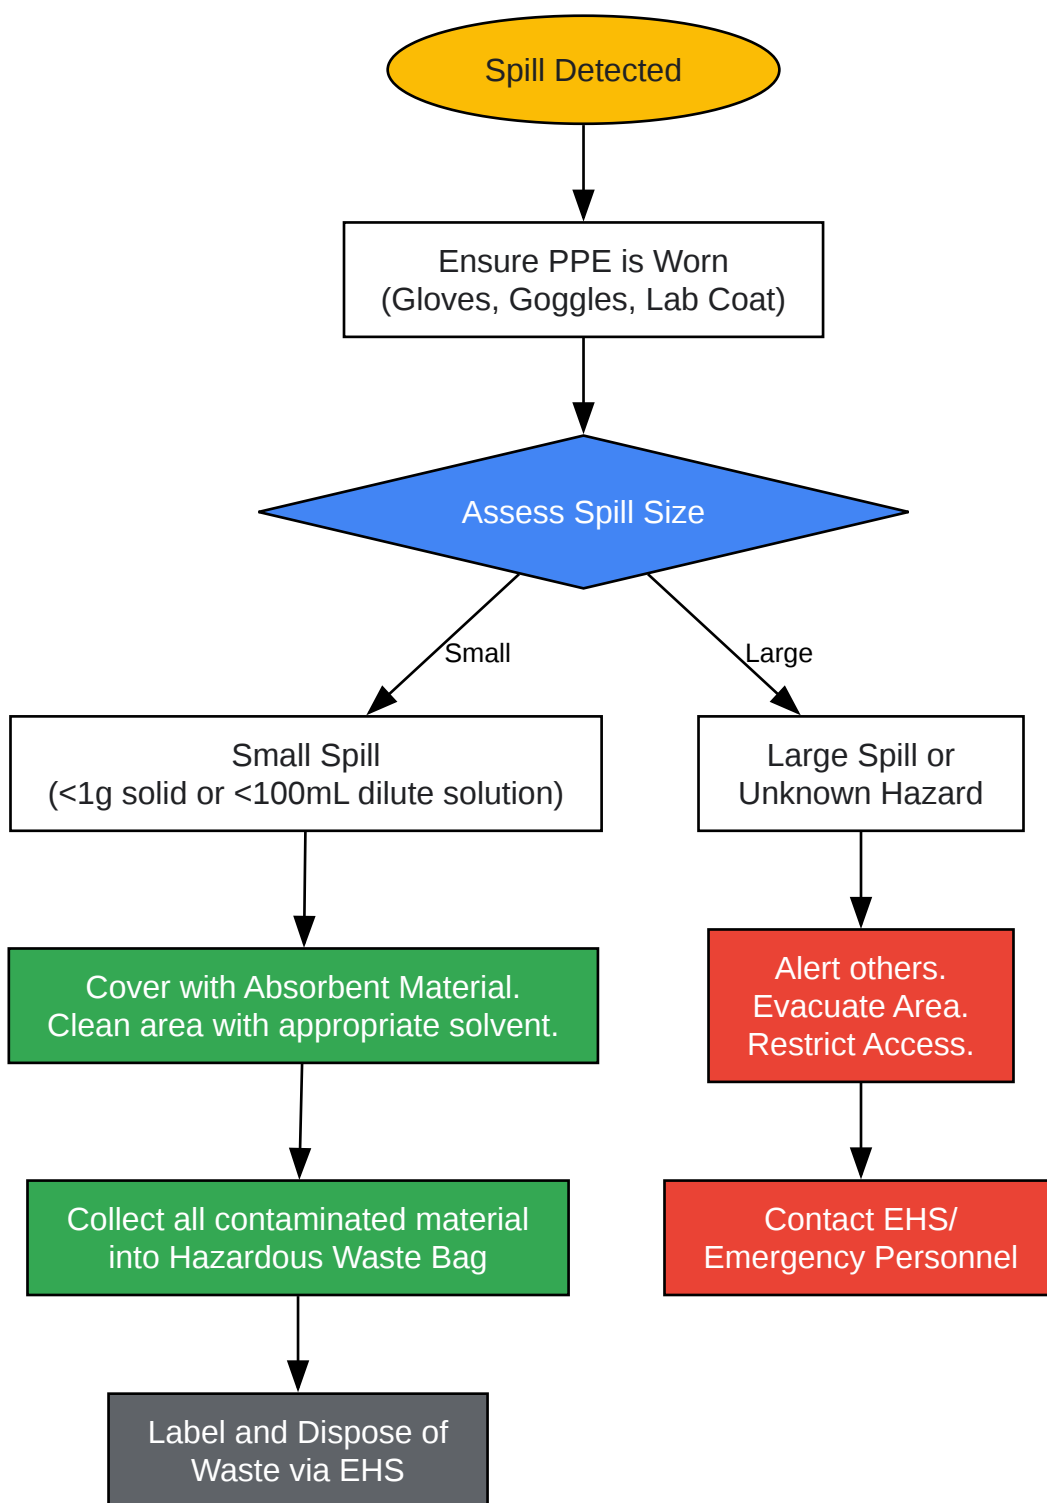 Spill Detected
Ensure PPE is Worn
(Gloves, Goggles, Lab Coat)
Assess Spill Size
Small
Large
Small Spill
(<1g solid or <100mL dilute solution)
Large Spill or
Unknown Hazard
Cover with Absorbent Material.
Clean area with appropriate solvent.
Alert others.
Evacuate Area.
Restrict Access.
Collect all contaminated material
into Hazardous Waste Bag
Contact EHS/
Emergency Personnel
Label and Dispose of
Waste via EHS